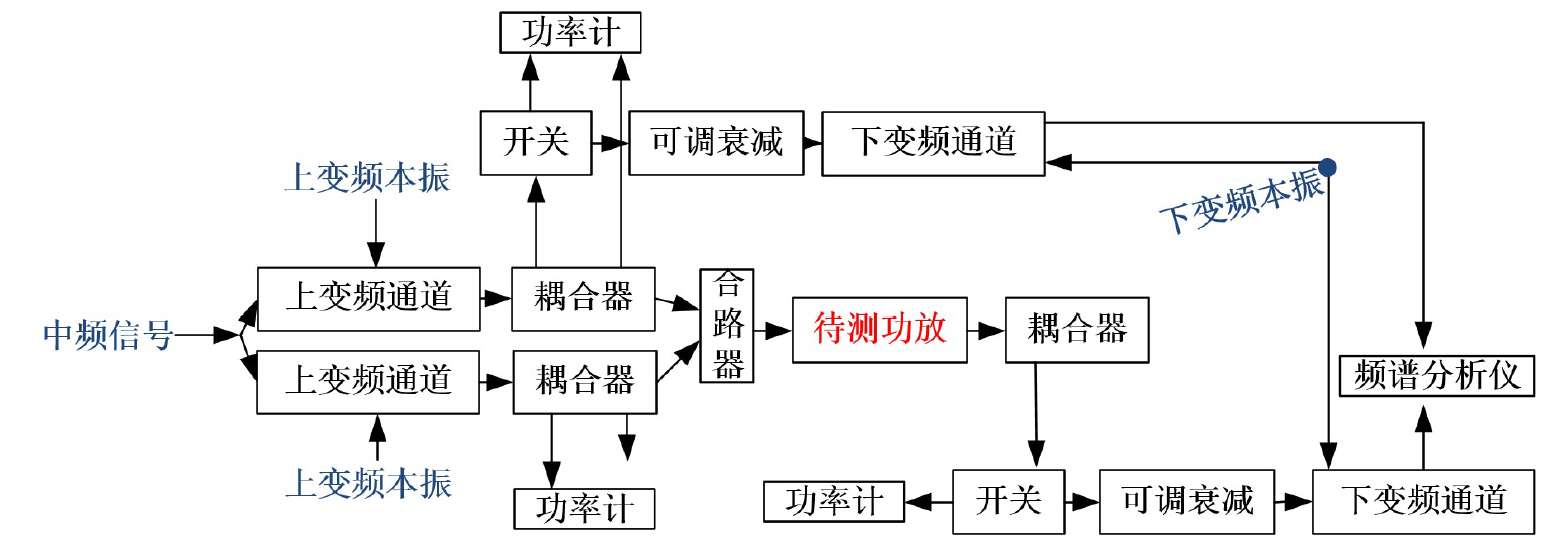 功率计
开关
可调衰减
下变频通道
上变频本振
下变频本振
上变频通道
耦合器
合路器
中频信号
待测功放
耦合器
上变频通道
耦合器
频谱分析仪
上变频本振
功率计
功率计
开关
可调衰减
下变频通道